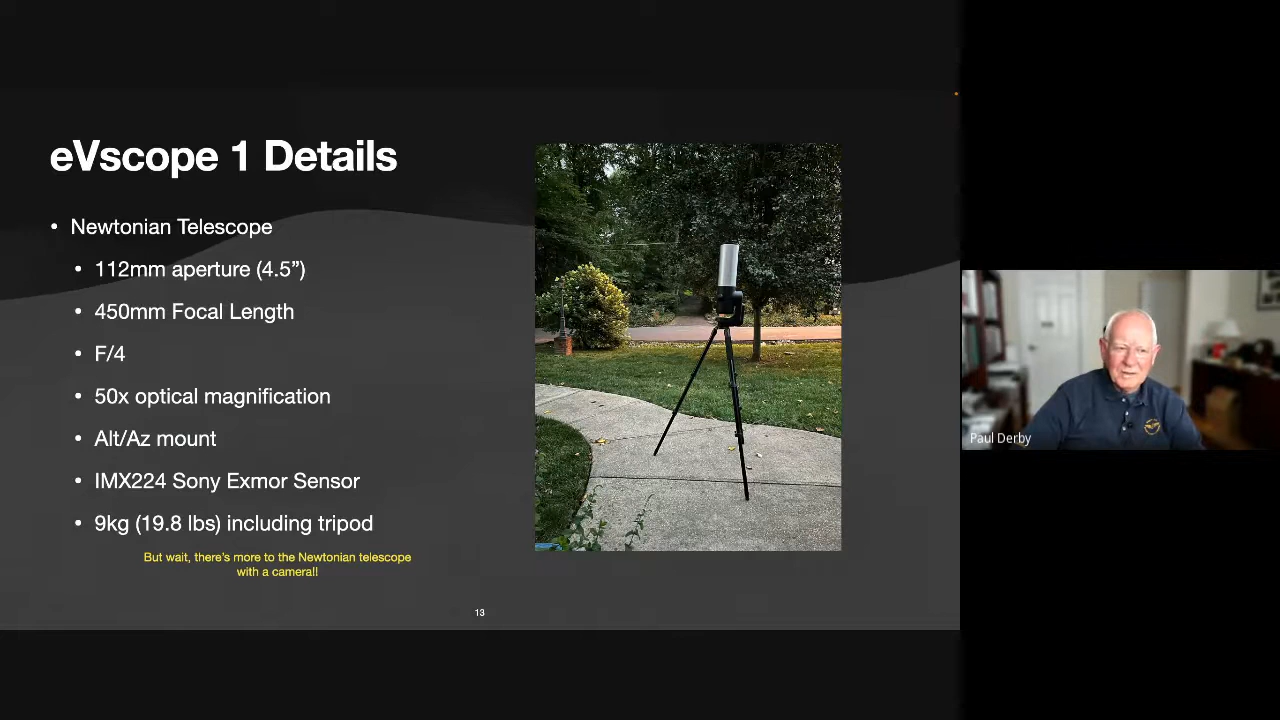 eVscope 1 Details
• Newtonian Telescope
• 112mm aperture (4.5”)
• 450mm Focal Length
• F/4
• 50x optical magnification
• Alt/Az mount
• IMX224 Sony Exmor Sensor
• 9kg (19.8 lbs) including tripod
But wait, there's more to the Newtonian telescope
with a camera!!
13
Paul Derby